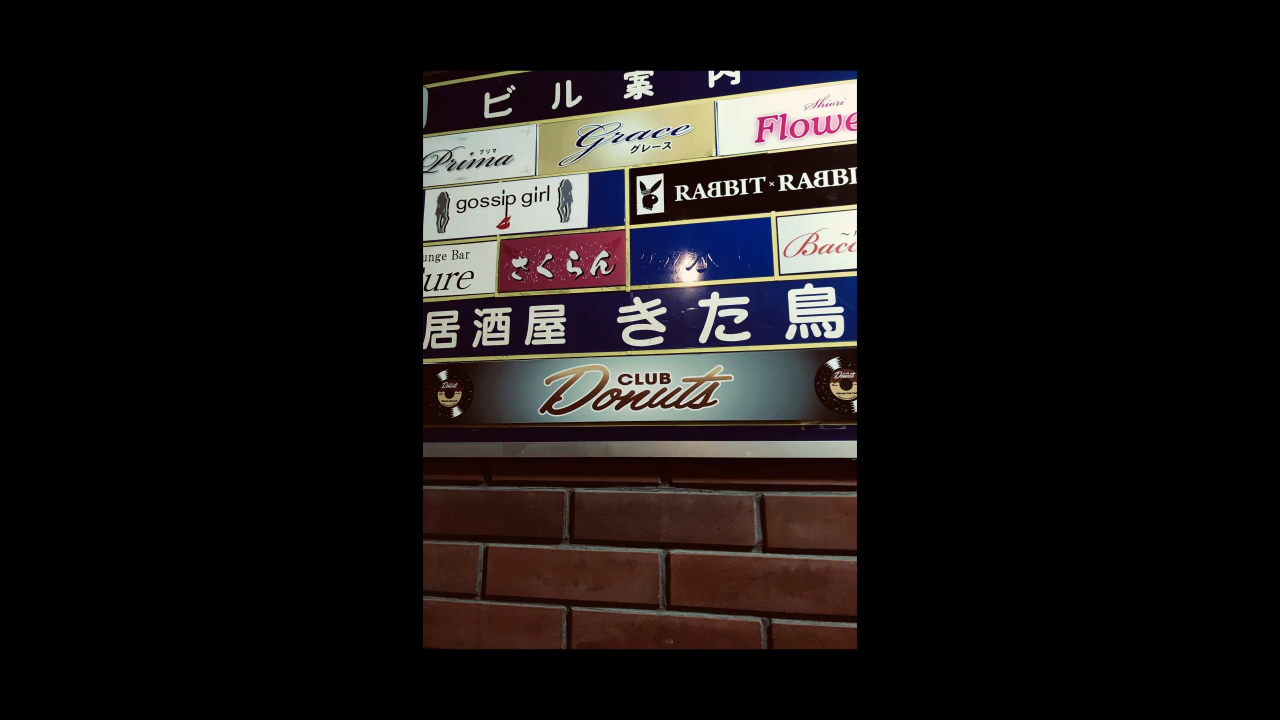 ビル案内
プリマ
Prima
Grace
グレース
Shiori
Flowe
gossip girl
RABBIT×RABBI
unge Bar
ure
さくらん
Bacc
居酒屋 きた鳥
CLUB
Donuts